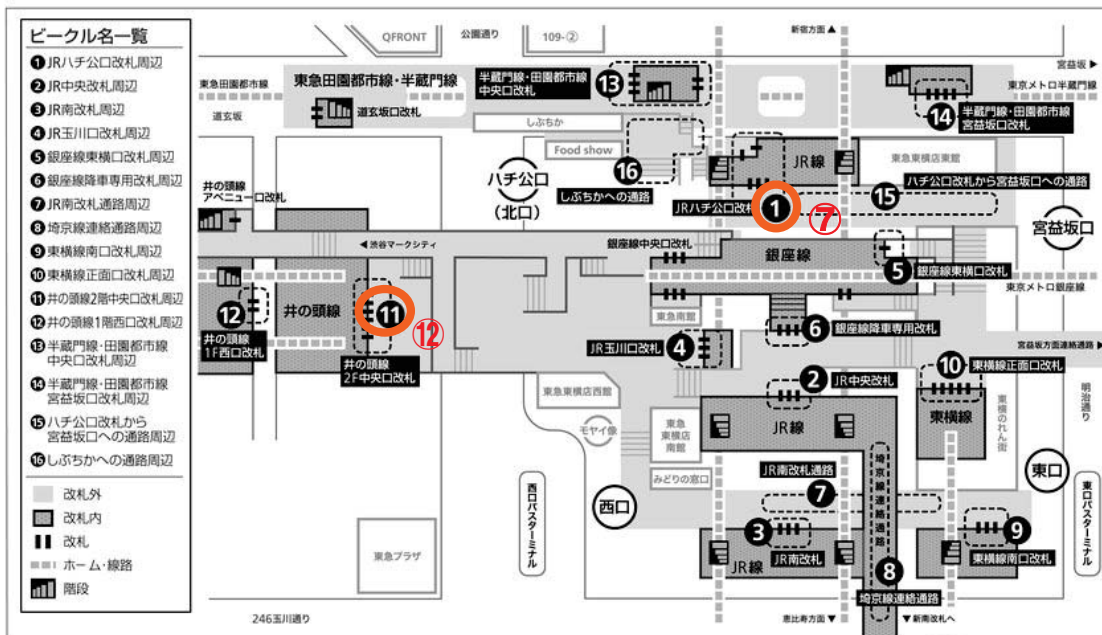 ビークル名一覧
❶JRハチ公口改札周辺
❷JR中央改札周辺
❸JR南改札周辺
❹JR玉川口改札周辺
❺銀座線東横口改札周辺
❻銀座線降車専用改札周辺
❼JR南改札通路周辺
❽埼京線連絡通路周辺
❾東横線南口改札周辺
❿東横線正面口改札周辺
⓫井の頭線2階中央口改札周辺
⓬井の頭線1階西口改札周辺
⓭半蔵門線・田園都市線
中央口改札周辺
⓮半蔵門線・田園都市線
宮益坂口改札周辺
⓯ハチ公口改札から
宮益坂口への通路周辺
⓰しぶちかへの通路周辺
改札外
改札内
改札
ホーム・線路
階段
QFRONT
公園通り
109-②
新宿方面▲
宮益坂▶
東急田園都市線
東急田園都市線・半蔵門線
半蔵門線・田園都市線
中央口改札
⓭
東京メトロ半蔵門線
道玄坂
道玄坂口改札
⓮
半蔵門線・田園都市線
宮益坂口改札
しぶちか
Food show
⓰
しぶちかへの通路
JR線
東急東横店東館
ハチ公口改札から宮益坂口への通路
⓯
ハチ公口
(北口)
JRハチ公口改札
❶
⑦
宮益坂口
井の頭線
アベニュー口改札
◀渋谷マークシティ
銀座線中央口改札
銀座線
❺
銀座線東横口改札
東京メトロ銀座線
⓬
井の頭線
1F西口改札
井の頭線
⓫
⑫
井の頭線
2F中央口改札
東急南館
❻
銀座線降車専用改札
JR玉川口改札
❹
宮益坂方面連絡通路▶
❷
JR中央改札
❿
東横線正面口改札
明治通り
東急東横店西館
モヤイ像
東急
東横店
南館
JR線
東横線
東横のれん街
みどりの窓口
埼京線連絡通路
JR南改札通路
❼
西口
東口
西口バスターミナル
東口バスターミナル
❸
JR南改札
JR線
❾
東横線南口改札
❽
埼京線連絡通路
東急プラザ
246玉川通り
恵比寿方面▼
▼新南改札へ